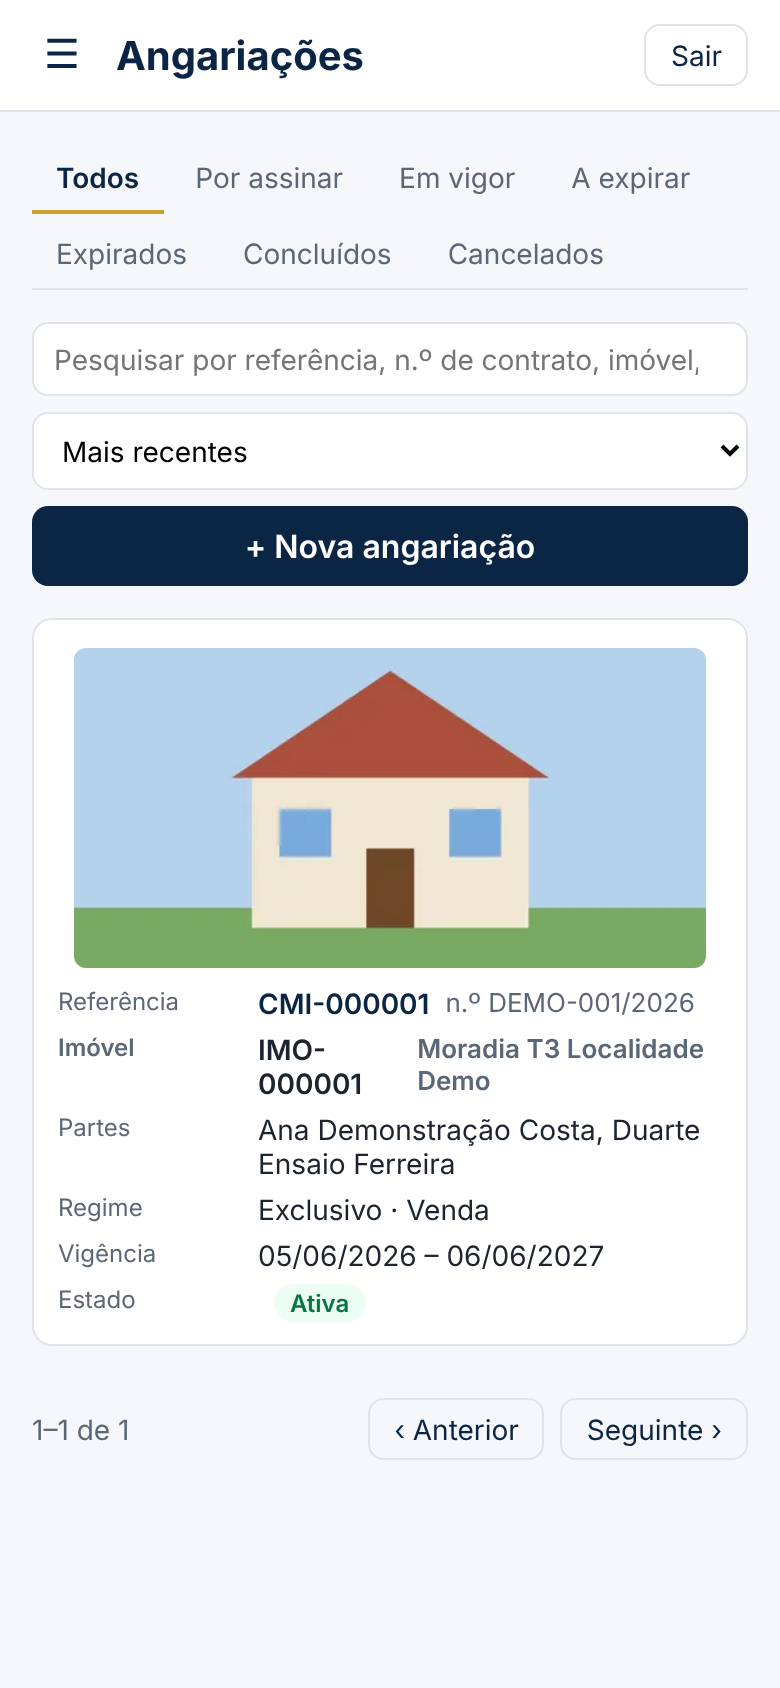 ☰ Angariações Sair
Todos Por assinar Em vigor A expirar
Expirados Concluídos Cancelados
Pesquisar por referência, n.º de contrato, imóvel,
Mais recentes
+ Nova angariação
Referência CMI-000001 n.º DEMO-001/2026
Imóvel IMO-000001 Moradia T3 Localidade Demo
Partes Ana Demonstração Costa, Duarte
Ensaio Ferreira
Regime Exclusivo · Venda
Vigência 05/06/2026 – 06/06/2027
Estado Ativa
1–1 de 1 ‹ Anterior Seguinte ›